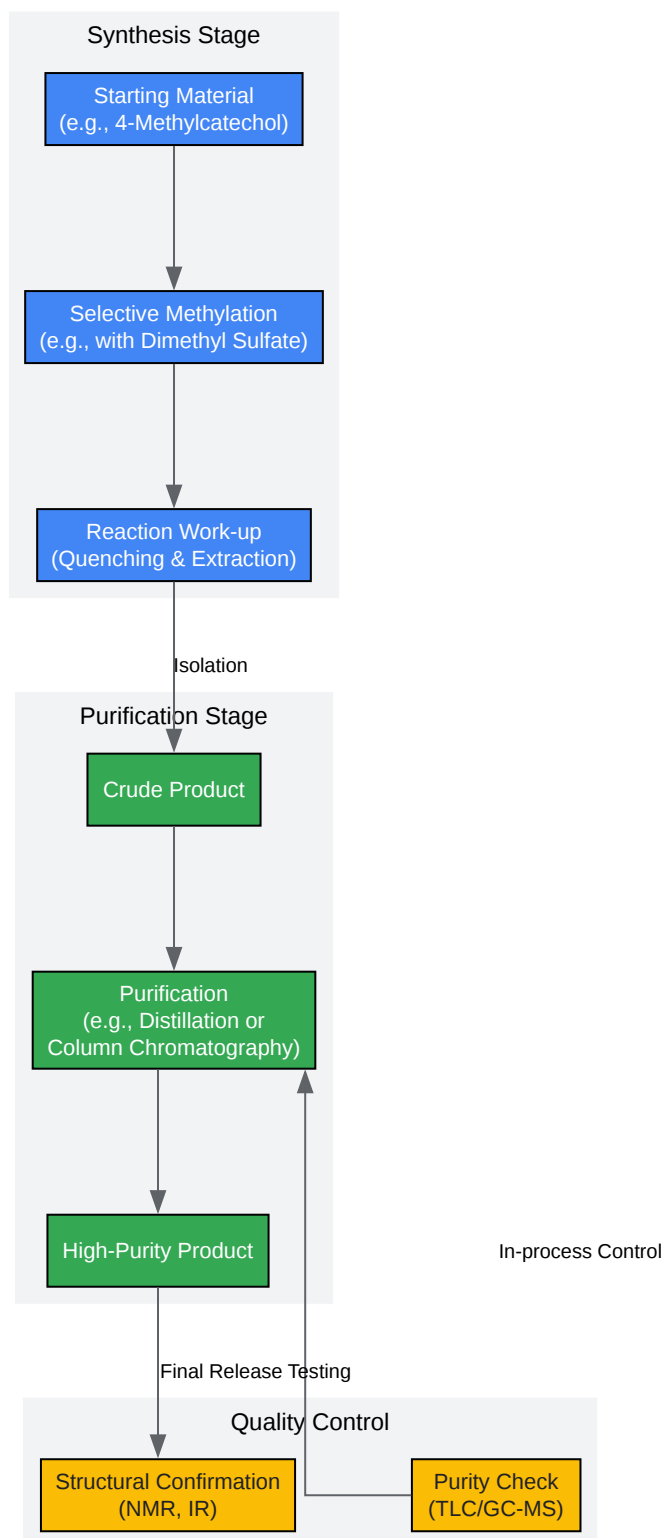 Synthesis Stage
Starting Material
(e.g., 4-Methylcatechol)
Selective Methylation
(e.g., with Dimethyl Sulfate)
Reaction Work-up
(Quenching & Extraction)
Isolation
Purification Stage
Crude Product
Purification
(e.g., Distillation or
Column Chromatography)
High-Purity Product
In-process Control
Final Release Testing
Quality Control
Structural Confirmation
(NMR, IR)
Purity Check
(TLC/GC-MS)